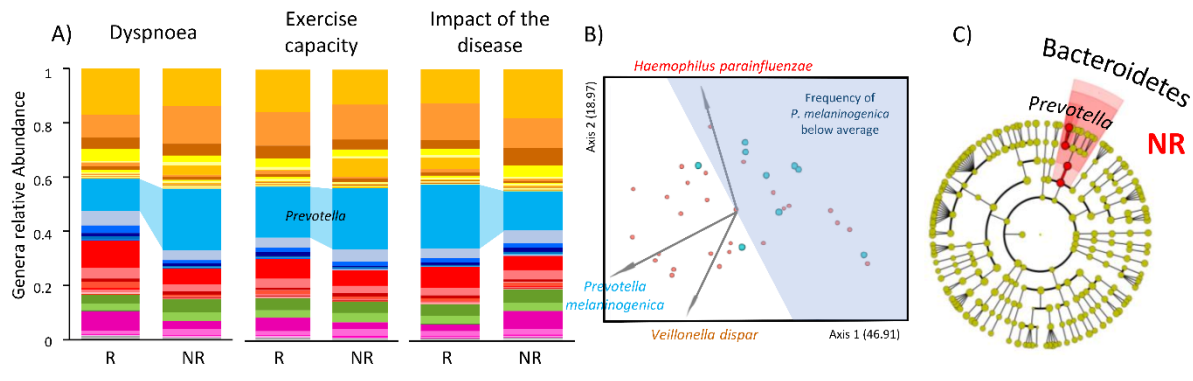 A)
Dyspnoea
Exercise
capacity
Impact of the
disease
Genera relative Abundance
1
0.8
0.6
0.4
0.2
0
Prevotella
R
NR
R
NR
R
NR
B)
Haemophilus parainfluenzae
Axis 2 (18.97)
Frequency of
P. melaninogenica
below average
Prevotella
melaninogenica
Veillonella dispar
Axis 1 (46.91)
C)
Bacteroidetes
Prevotella
NR